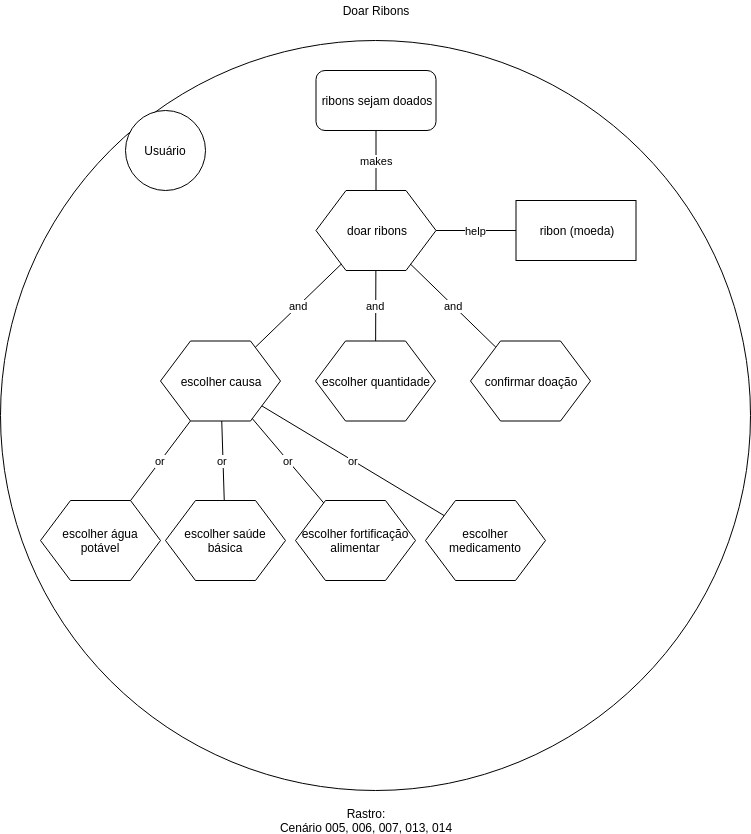 Doar Ribons
ribons sejam doados
Usuário
makes
doar ribons
help
ribon (moeda)
and
and
and
escolher causa
escolher quantidade
confirmar doação
or
or
or
or
escolher água
potável
escolher saúde
básica
escolher fortificação
alimentar
escolher
medicamento
Rastro:
Cenário 005, 006, 007, 013, 014